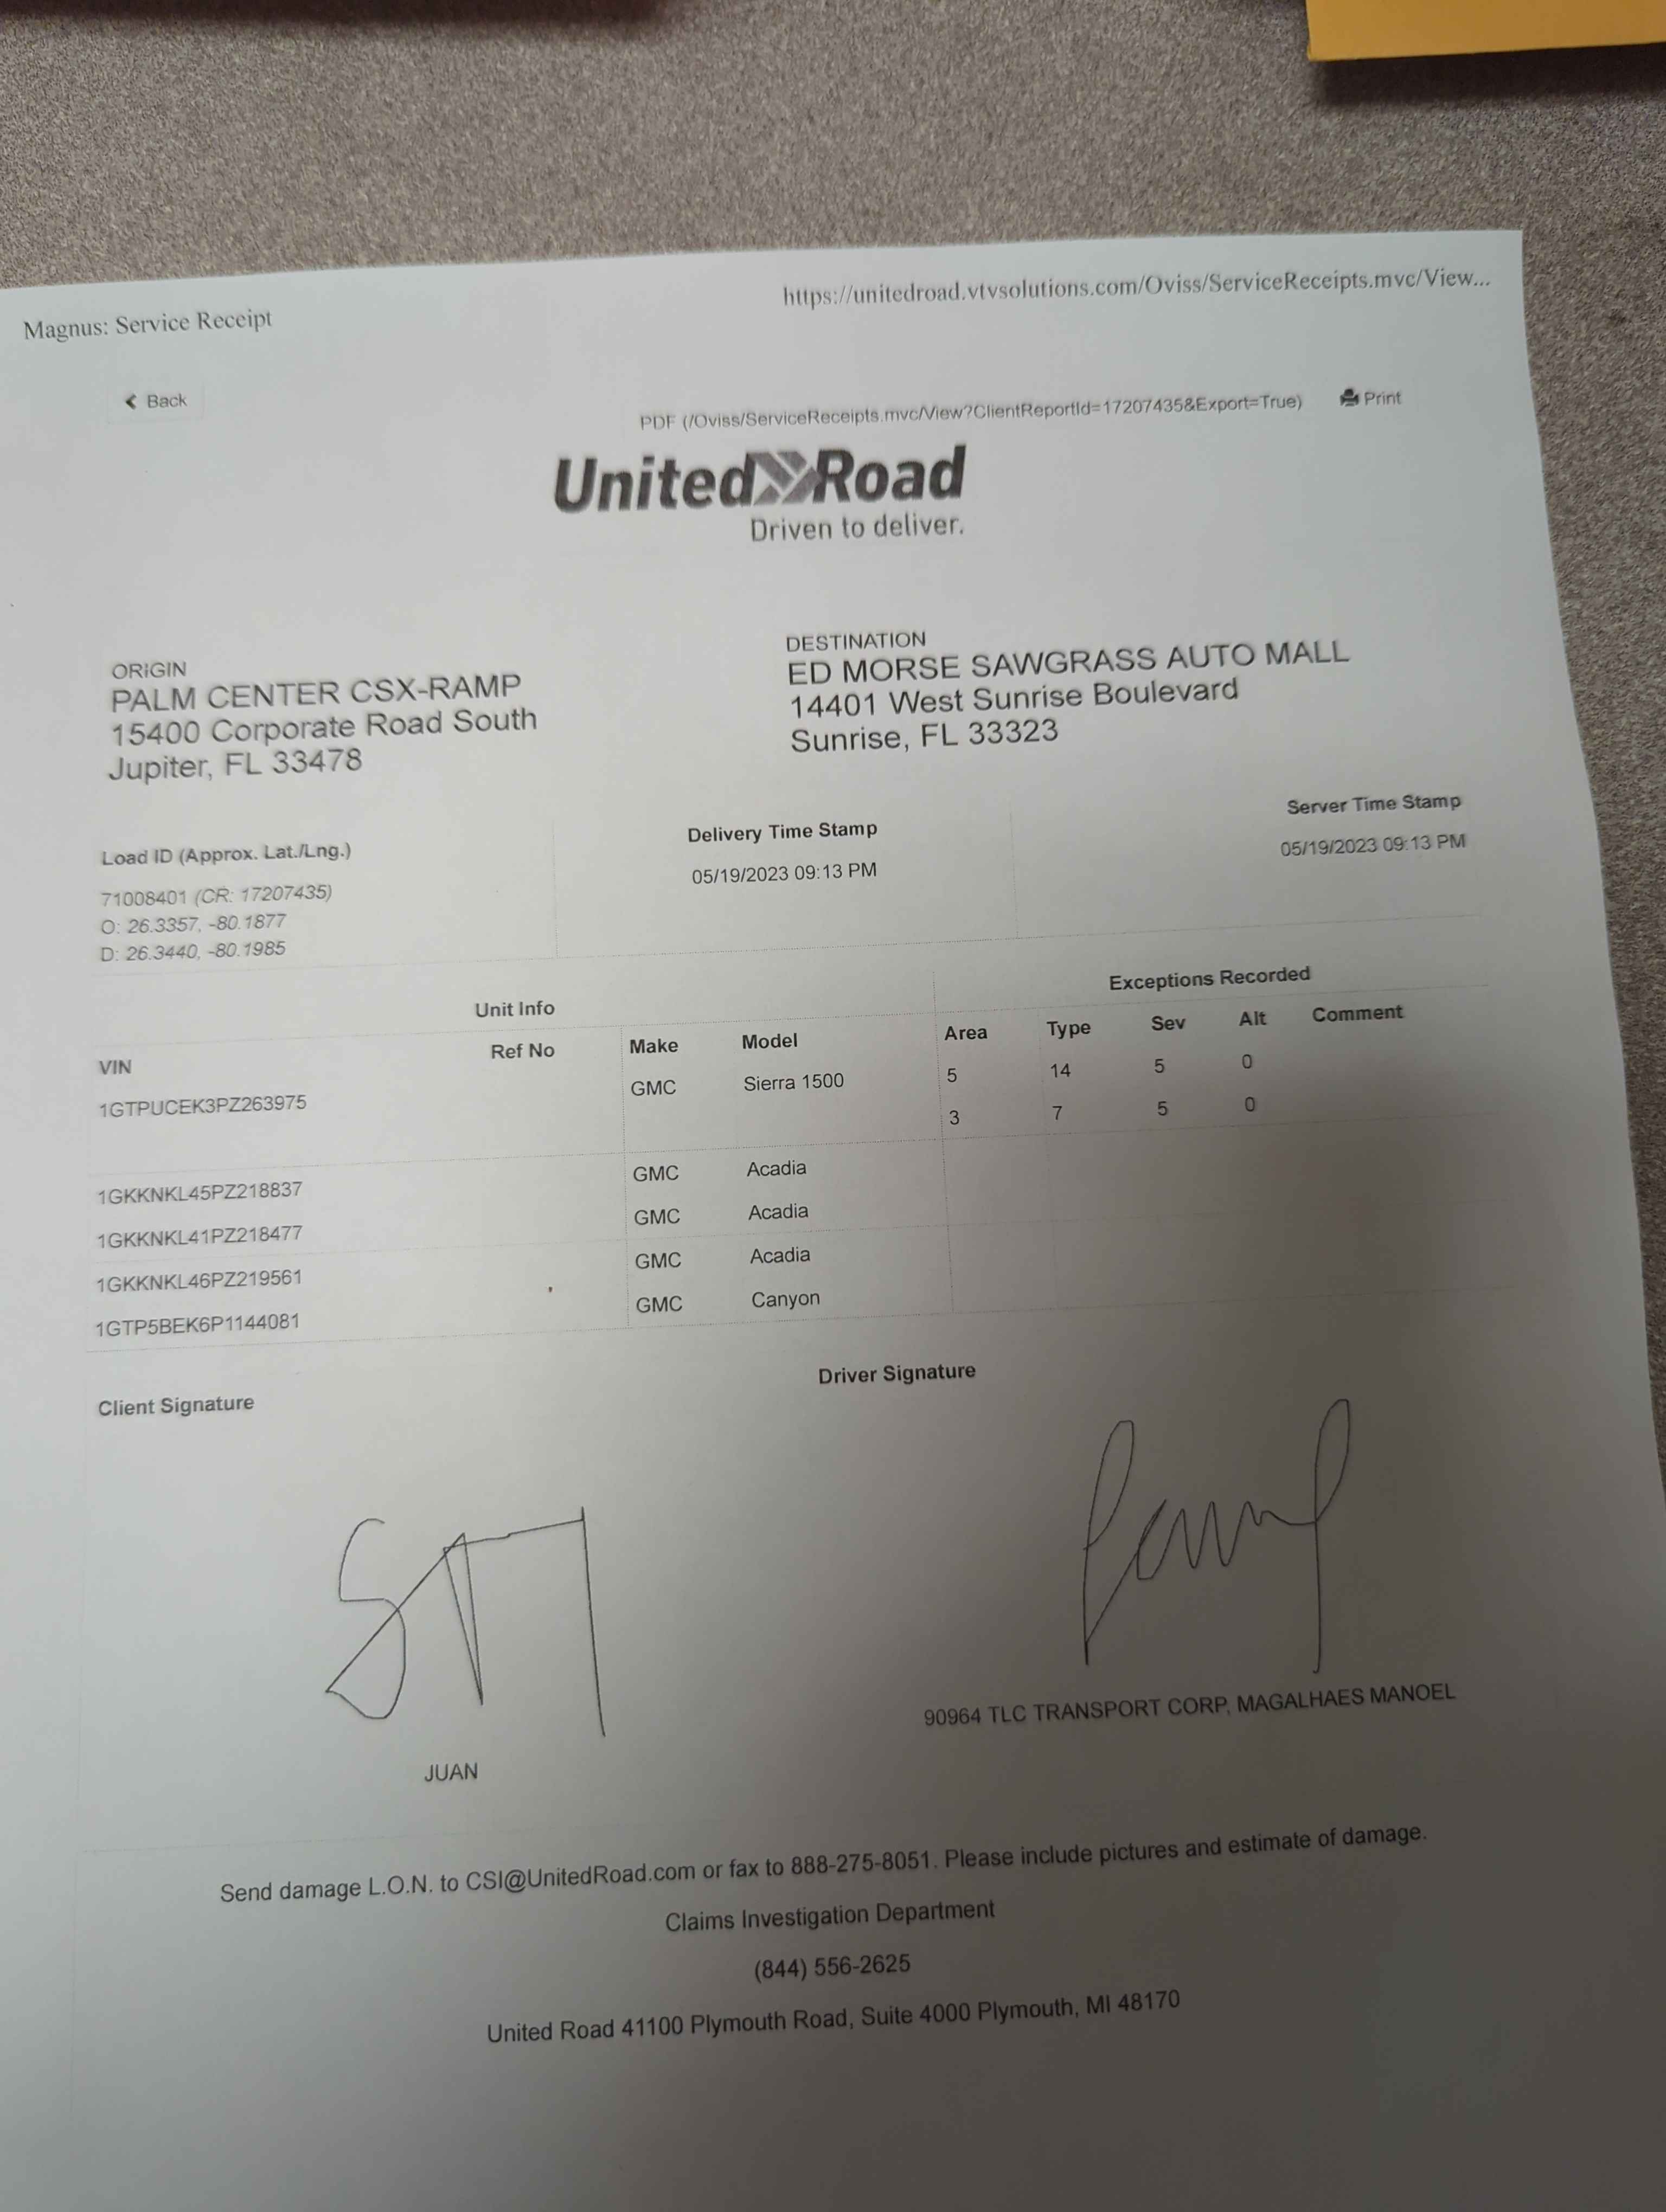 Magnus: Service Receipt
https://unitedroad.vtvsolutions.com/Oviss/ServiceReceipts.mvc/View...
Back
PDF (/Oviss/ServiceReceipts.mvc/View?ClientReportId=17207435&Export=True)
Print
United Road
Driven to deliver.
ORIGIN
PALM CENTER CSX-RAMP
15400 Corporate Road South
Jupiter, FL 33478
DESTINATION
ED MORSE SAWGRASS AUTO MALL
14401 West Sunrise Boulevard
Sunrise, FL 33323
Load ID (Approx. Lat./Lng.)
71008401 (CR: 17207435)
O: 26.3357, -80.1877
D: 26.3440, -80.1985
Delivery Time Stamp
05/19/2023 09:13 PM
Server Time Stamp
05/19/2023 09:13 PM
Unit Info
Exceptions Recorded
VIN Ref No Make Model Area Type Sev Alt Comment
1GTPUCEK3PZ263975 GMC Sierra 1500 5 14 5 0
3 7 5 0
1GKKNKL45PZ218837 GMC Acadia
1GKKNKL41PZ218477 GMC Acadia
1GKKNKL46PZ219561 GMC Acadia
1GTP5BEK6P1144081 GMC Canyon
Client Signature
Driver Signature
JUAN
90964 TLC TRANSPORT CORP, MAGALHAES MANOEL
Send damage L.O.N. to CSI@UnitedRoad.com or fax to 888-275-8051. Please include pictures and estimate of damage.
Claims Investigation Department
(844) 556-2625
United Road 41100 Plymouth Road, Suite 4000 Plymouth, MI 48170